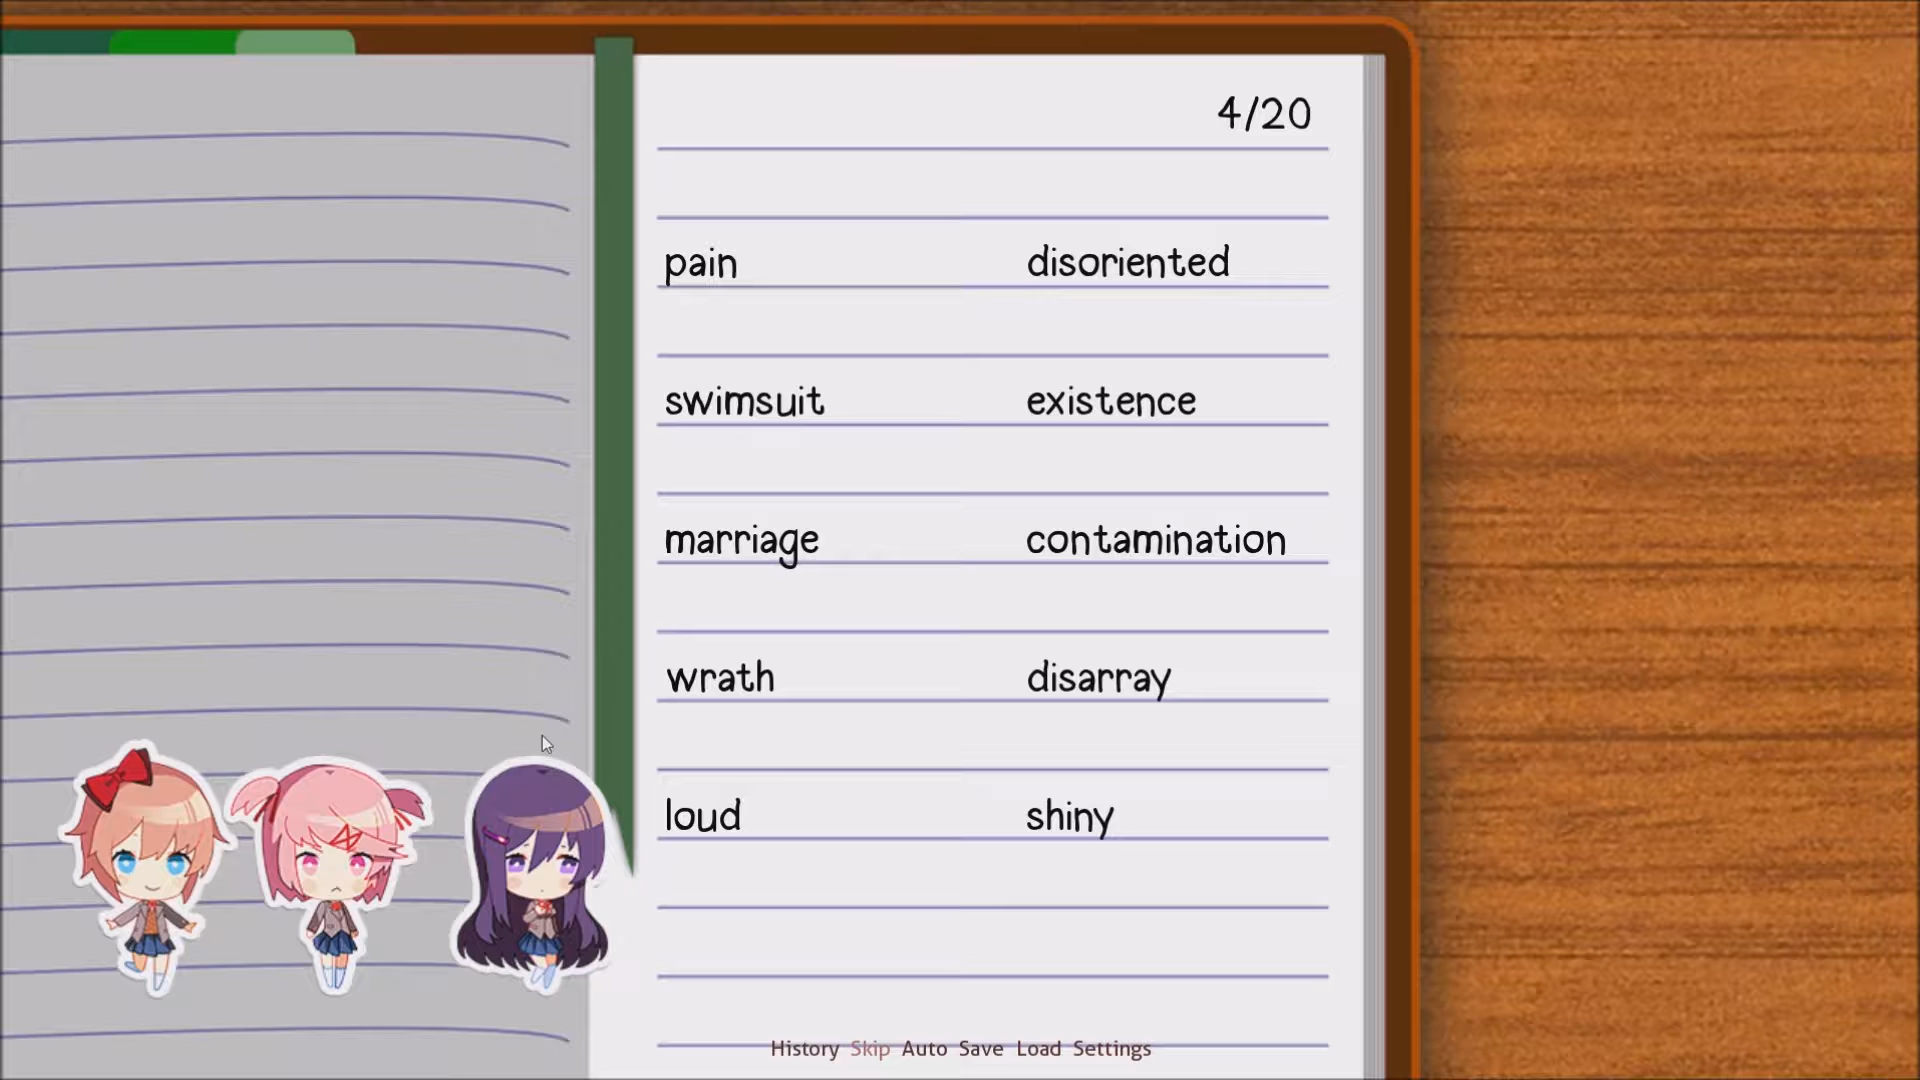 4/20
pain disoriented
swimsuit existence
marriage contamination
wrath disarray
loud shiny
History Skip Auto Save Load Settings